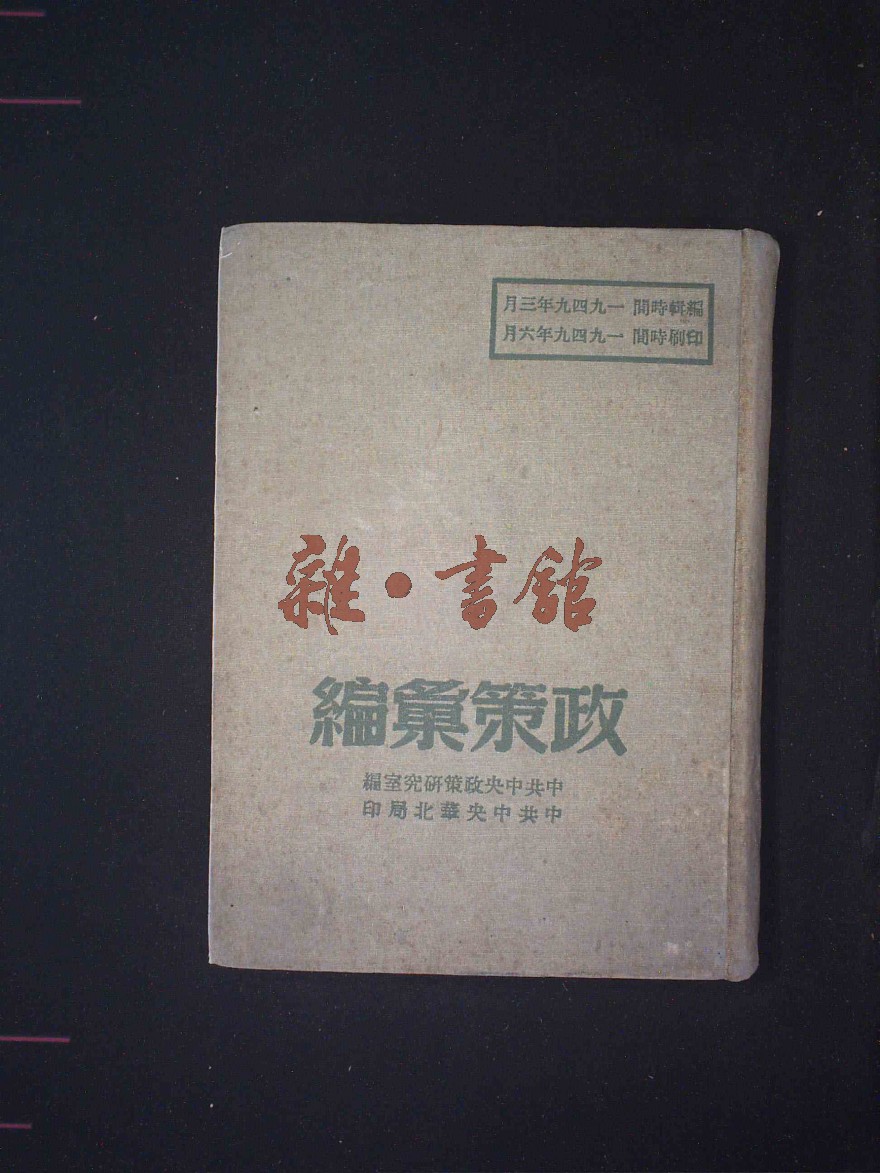 編輯時間 一九四九年三月
印刷時間 一九四九年六月
雜·書館
政策彙編
中共中央政策研究室編
中共中央華北局印